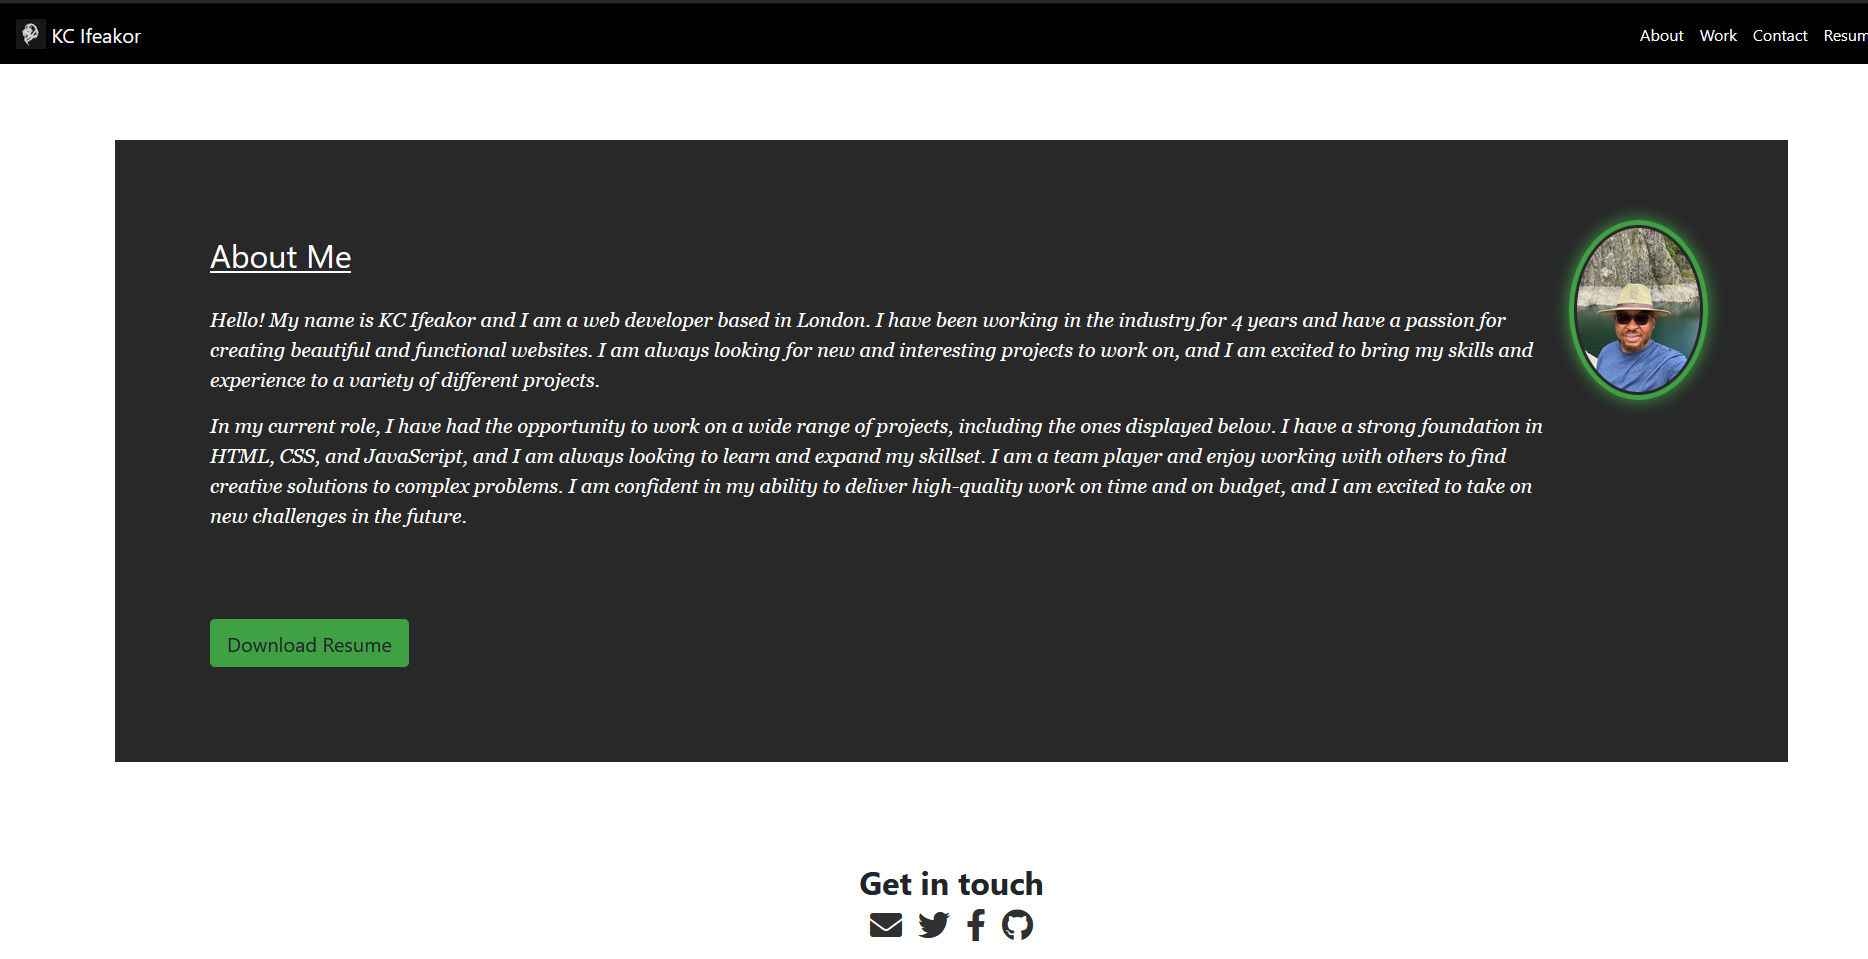 KC Ifeakor
About Work Contact Resum
About Me
Hello! My name is KC Ifeakor and I am a web developer based in London. I have been working in the industry for 4 years and have a passion for
creating beautiful and functional websites. I am always looking for new and interesting projects to work on, and I am excited to bring my skills and
experience to a variety of different projects.
In my current role, I have had the opportunity to work on a wide range of projects, including the ones displayed below. I have a strong foundation in
HTML, CSS, and JavaScript, and I am always looking to learn and expand my skillset. I am a team player and enjoy working with others to find
creative solutions to complex problems. I am confident in my ability to deliver high-quality work on time and on budget, and I am excited to take on
new challenges in the future.
Download Resume
Get in touch